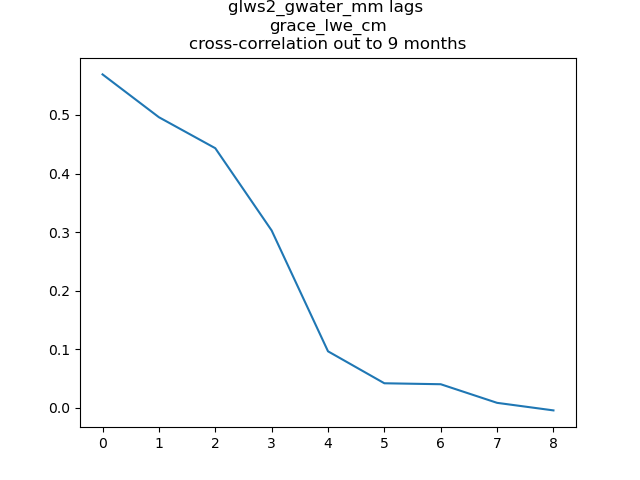 glws2_gwater_mm lags
grace_lwe_cm
cross-correlation out to 9 months
0.5
0.4
0.3
0.2
0.1
0.0
0 1 2 3 4 5 6 7 8